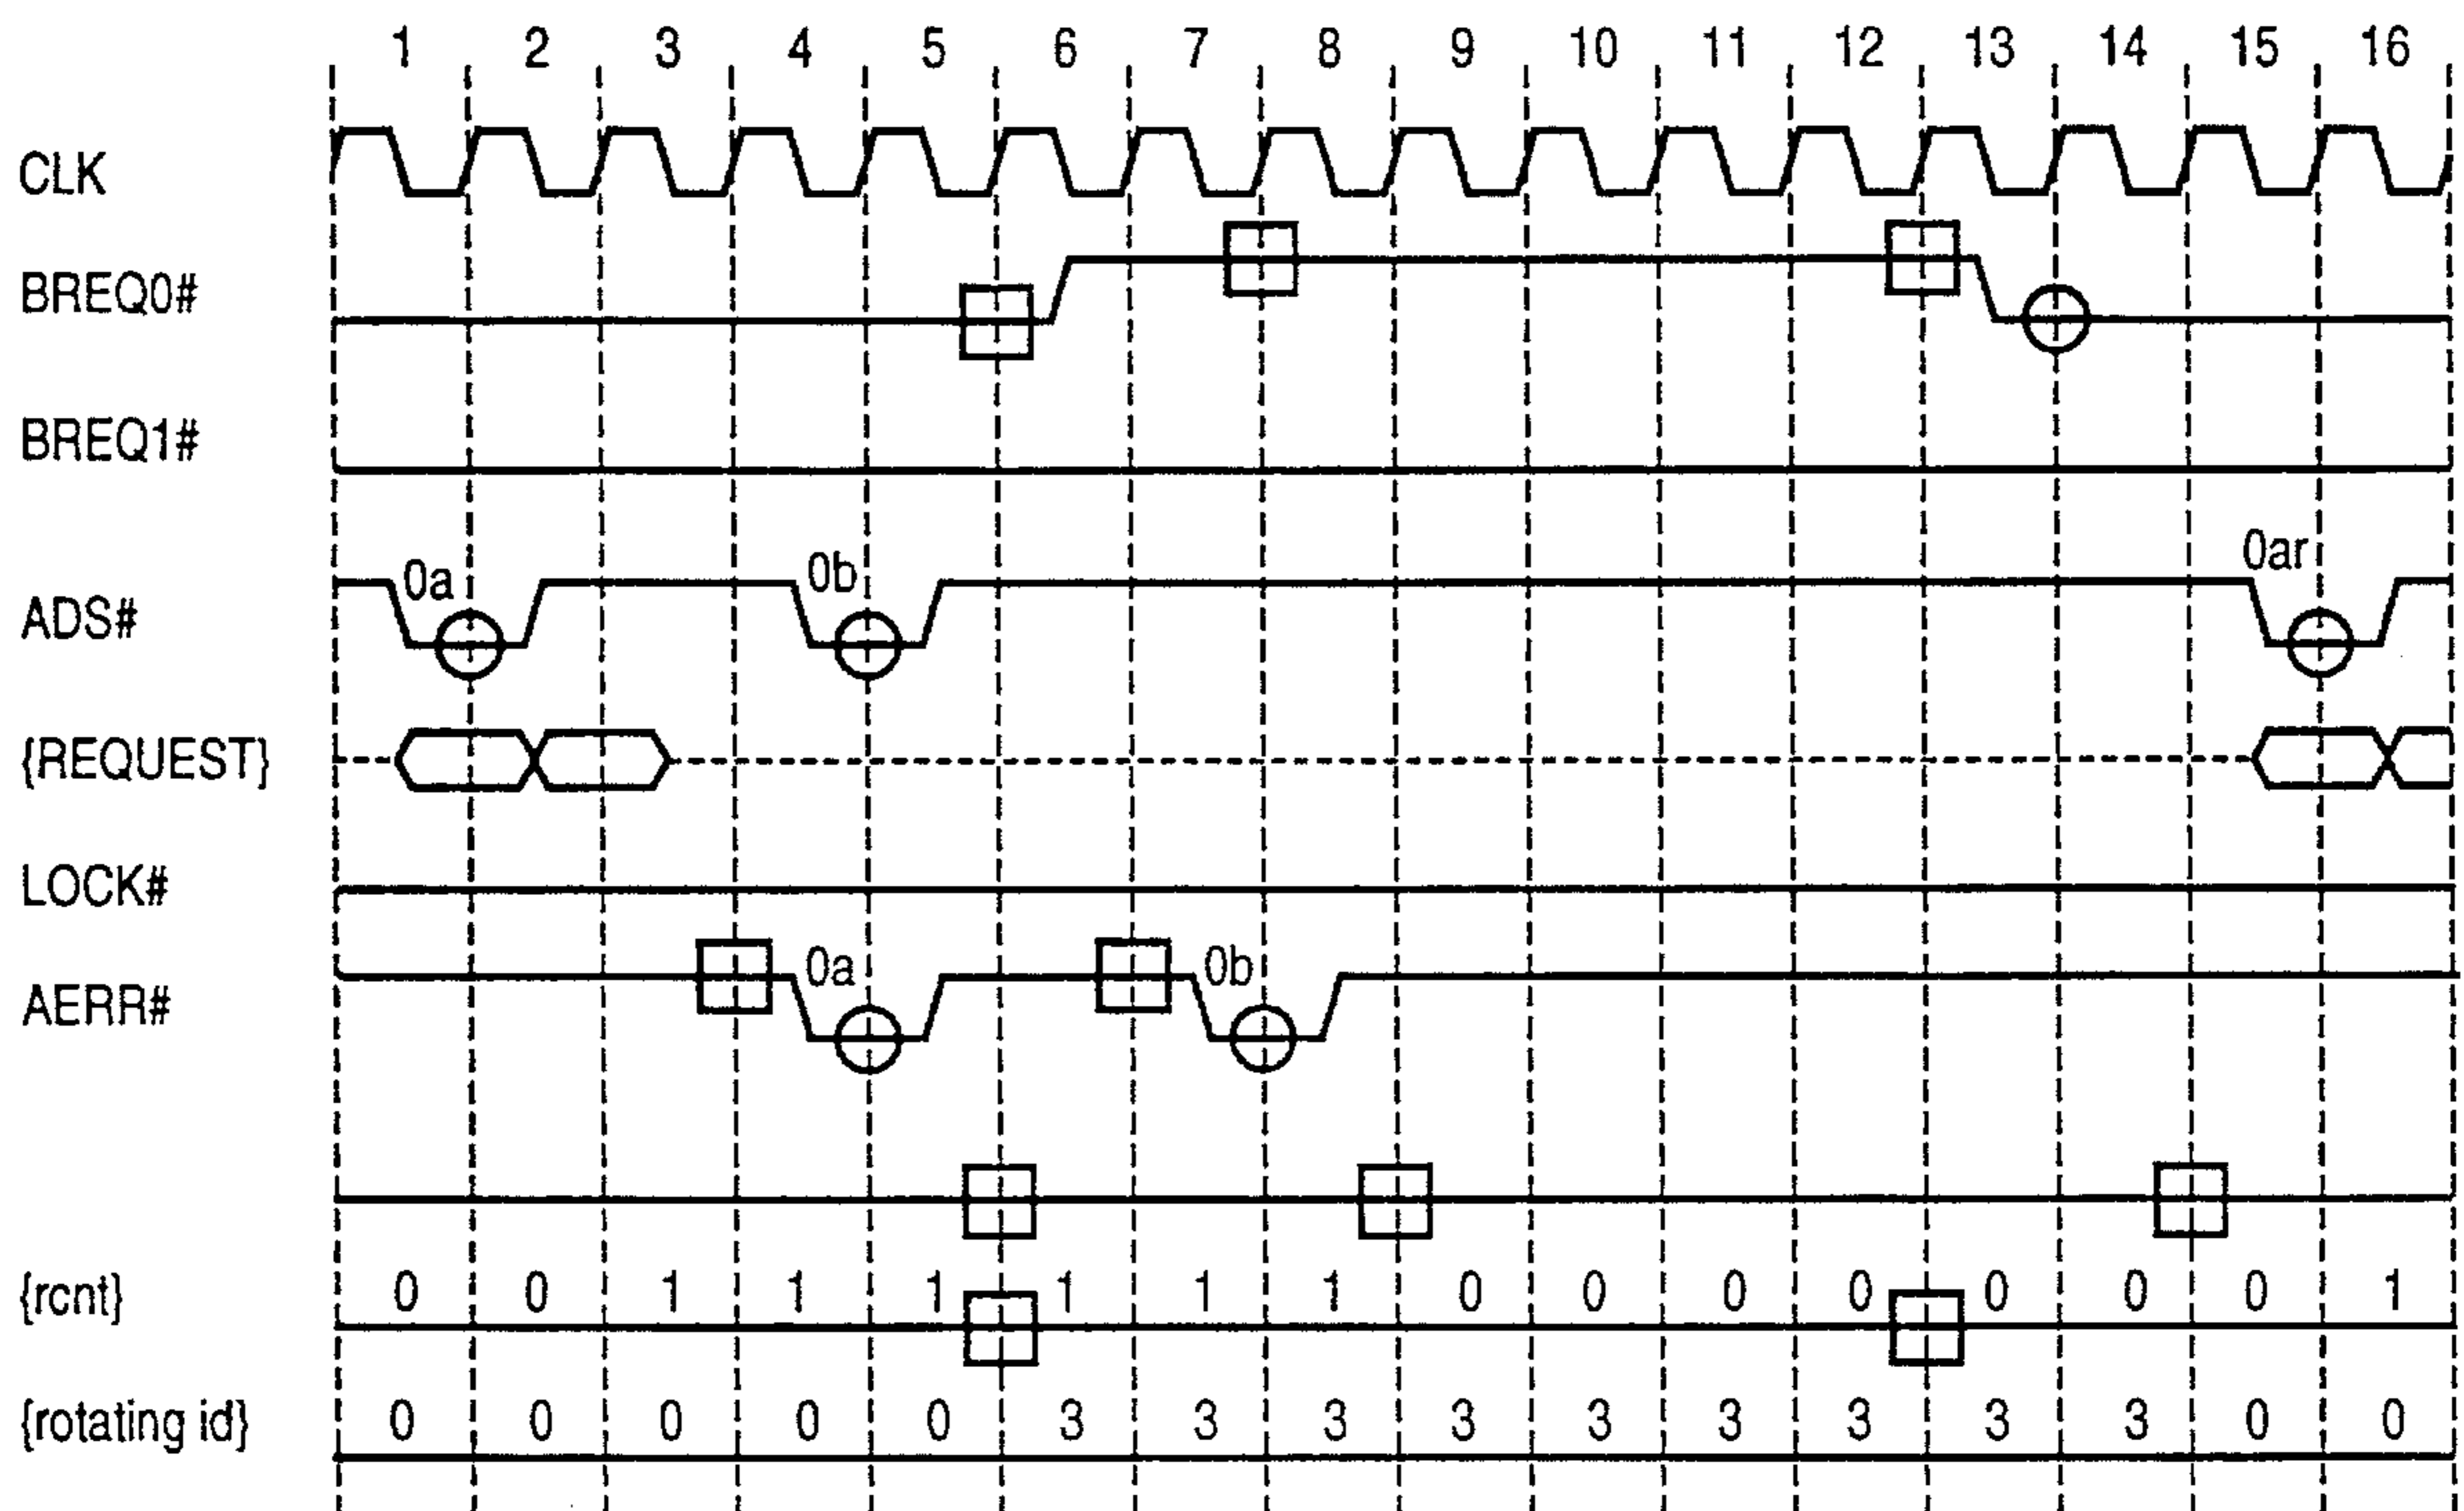 1 2 3 4 5 6 7 8 9 10 11 12 13 14 15 16
CLK
BREQ0#
BREQ1#
0a 0b 0ar
ADS#
{REQUEST}
LOCK#
0a 0b
AERR#
{rcnt} 0 0 1 1 1 1 1 1 0 0 0 0 0 0 0 1
{rotating id} 0 0 0 0 0 3 3 3 3 3 3 3 3 3 0 0